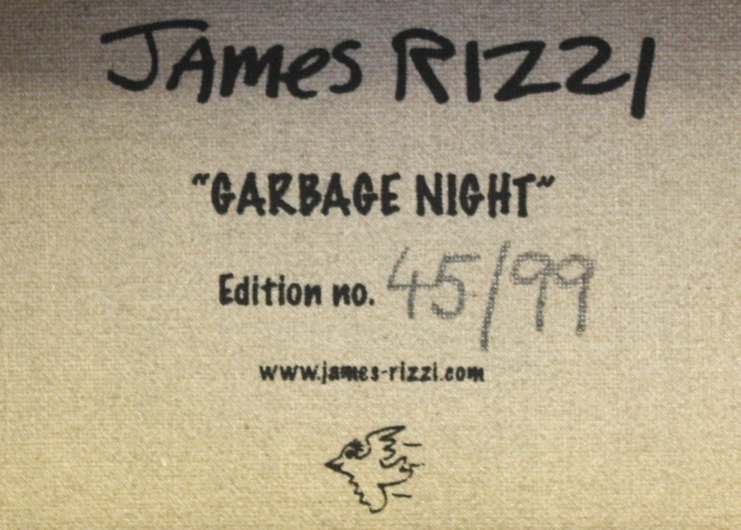 James Rizzi
"GARBAGE NIGHT"
Edition no. 45/99
www.james-rizzi.com